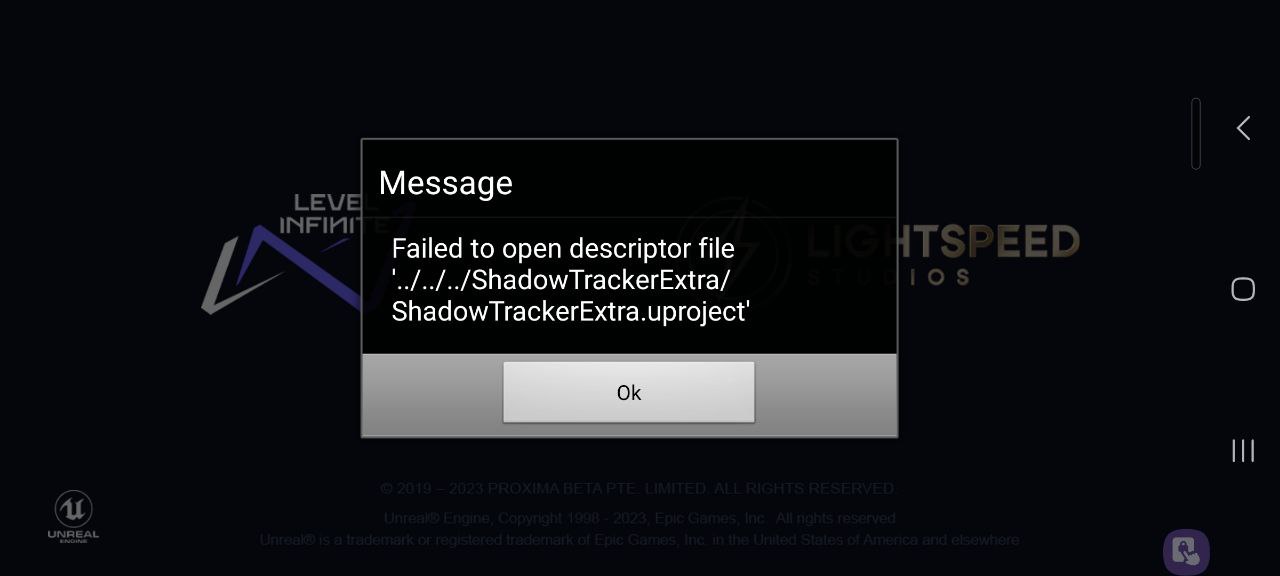 LEVEL
INFINITE
LIGHTSPEED
STUDIOS
Message
Failed to open descriptor file
'../../../ShadowTrackerExtra/
ShadowTrackerExtra.uproject'
Ok
© 2019 – 2023 PROXIMA BETA PTE. LIMITED. ALL RIGHTS RESERVED.
Unreal® Engine, Copyright 1998 - 2023, Epic Games, Inc. All rights reserved
Unreal® is a trademark or registered trademark of Epic Games, Inc. in the United States of America and elsewhere
UNREAL
ENGINE